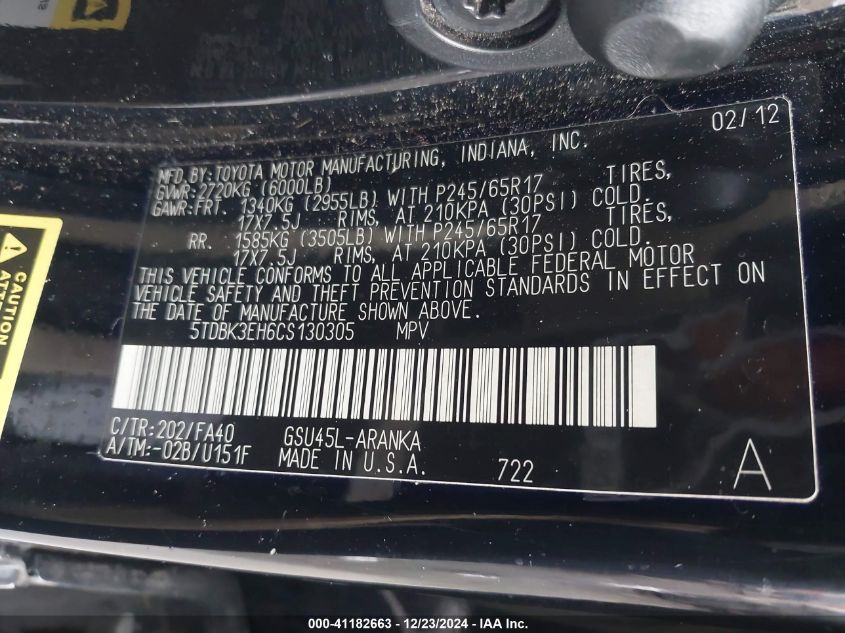 02/12
MFD.BY:TOYOTA MOTOR MANUFACTURING, INDIANA, INC.
GVWR:2720KG (6000LB)
GAWR:FRT. 1340KG (2955LB) WITH P245/65R17 TIRES,
17X7.5J RIMS, AT 210KPA (30PSI) COLD.
RR. 1585KG (3505LB) WITH P245/65R17 TIRES,
17X7.5J RIMS, AT 210KPA (30PSI) COLD.
THIS VEHICLE CONFORMS TO ALL APPLICABLE FEDERAL MOTOR
VEHICLE SAFETY AND THEFT PREVENTION STANDARDS IN EFFECT ON
THE DATE OF MANUFACTURE SHOWN ABOVE.
5TDBK3EH6CS130305 MPV
C/TR:202/FA40 GSU45L-ARANKA
A/TM:-02B/U151F MADE IN U.S.A. 722 A
000-41182663 - 12/23/2024 - IAA Inc.